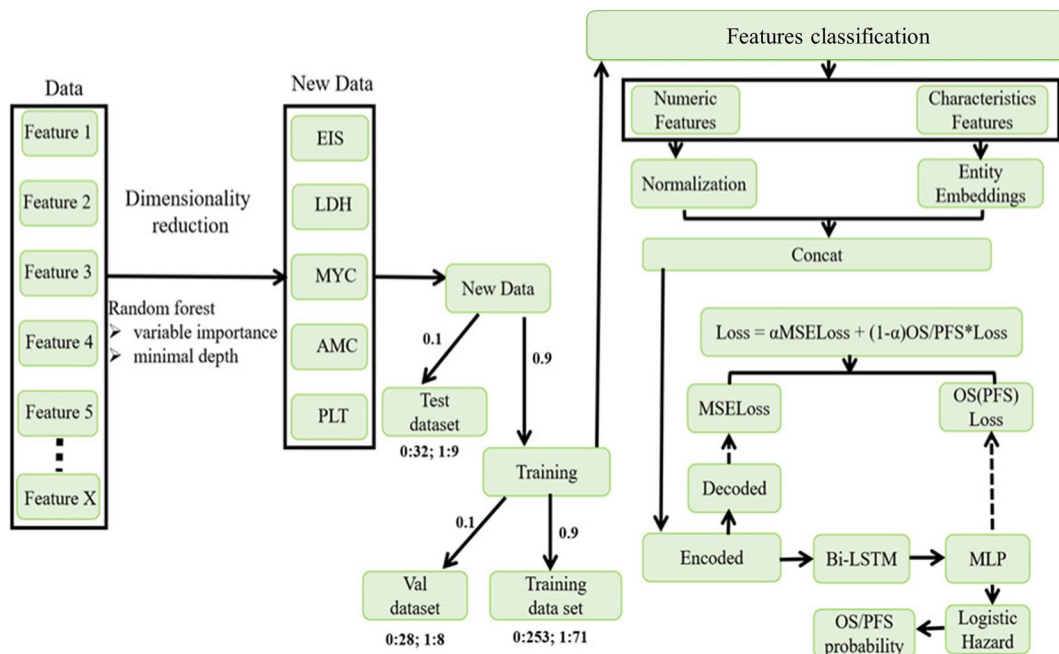 Data
Feature 1
Feature 2
Feature 3
Feature 4
Feature 5
Feature X
Dimensionality
reduction
Random forest
➢ variable importance
➢ minimal depth
New Data
EIS
LDH
MYC
AMC
PLT
New Data
0.1
0.9
Test
dataset
0:32; 1:9
Training
0.1
0.9
Val
dataset
0:28; 1:8
Training
data set
0:253; 1:71
Features classification
Numeric
Features
Characteristics
Features
Normalization
Entity
Embeddings
Concat
Loss = αMSELoss + (1-α)OS/PFS*Loss
MSELoss
OS(PFS)
Loss
Decoded
Encoded
Bi-LSTM
MLP
Logistic
Hazard
OS/PFS
probability